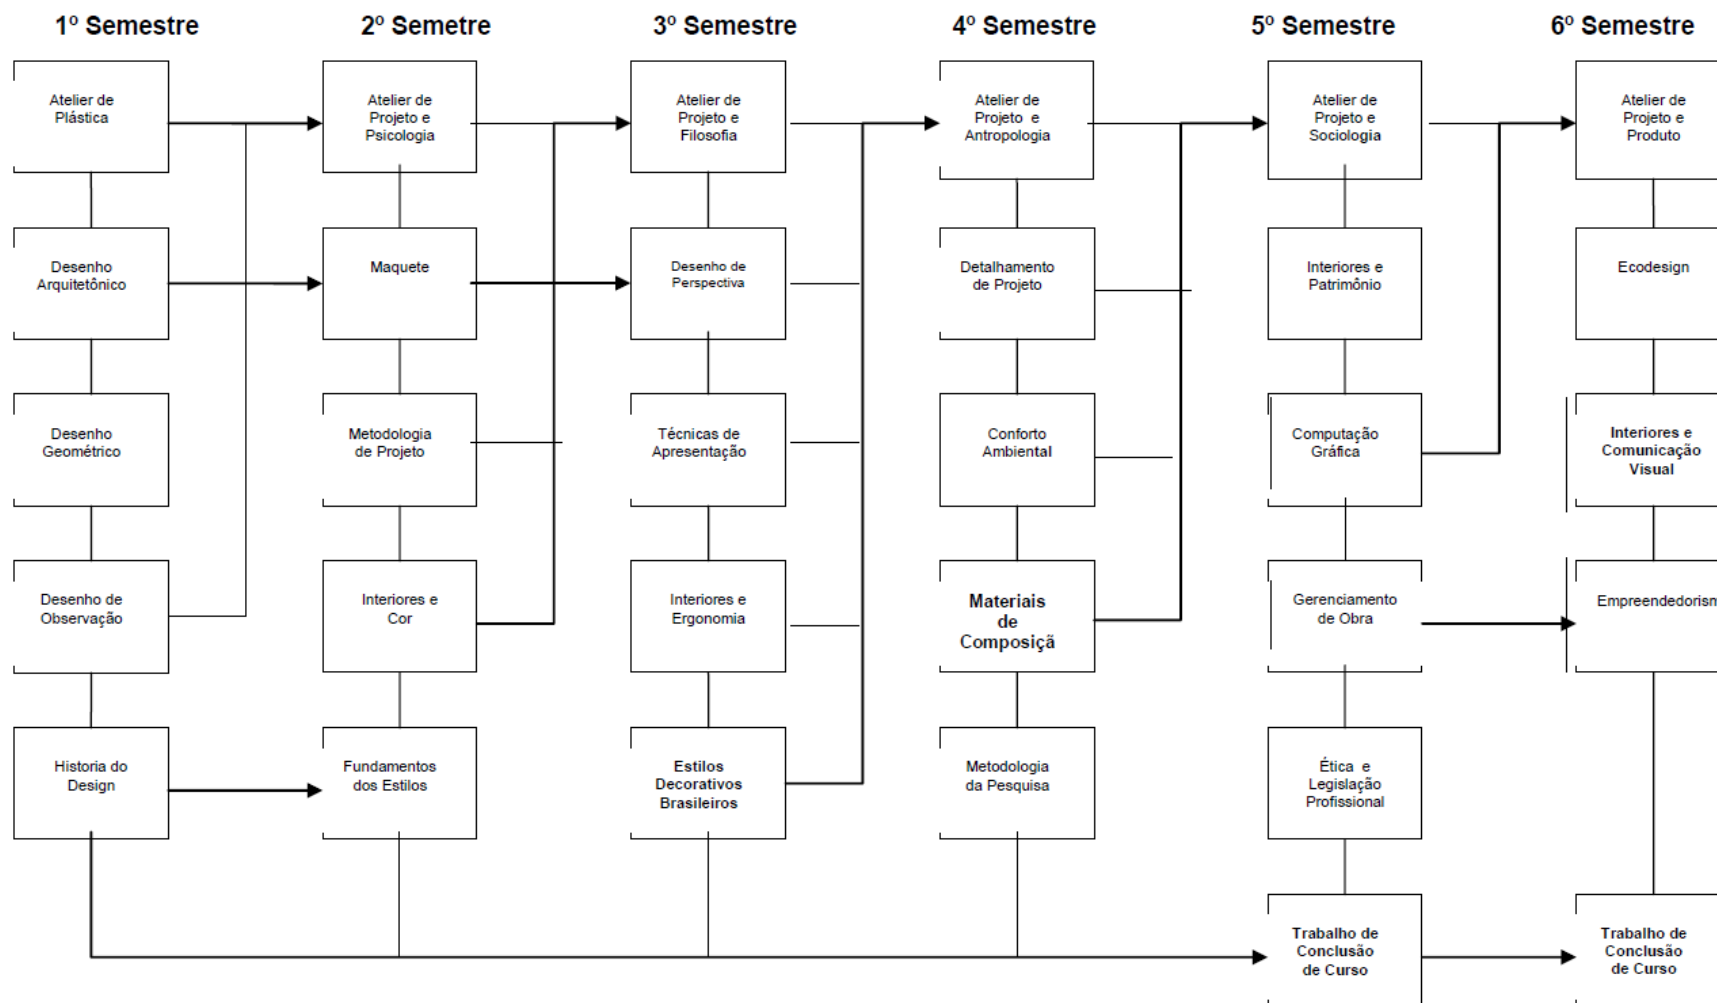 1º Semestre
2º Semetre
3º Semestre
4º Semestre
5º Semestre
6º Semestre
Atelier de
Plástica
Atelier de
Projeto e
Psicologia
Atelier de
Projeto e
Filosofia
Atelier de
Projeto e
Antropologia
Atelier de
Projeto e
Sociologia
Atelier de
Projeto e
Produto
Desenho
Arquitetônico
Maquete
Desenho de
Perspectiva
Detalhamento
de Projeto
Interiores e
Patrimônio
Ecodesign
Desenho
Geométrico
Metodologia
de Projeto
Técnicas de
Apresentação
Conforto
Ambiental
Computação
Gráfica
Interiores e
Comunicação
Visual
Desenho de
Observação
Interiores e
Cor
Interiores e
Ergonomia
Materiais
de
Composiçã
Gerenciamento
de Obra
Empreendedorism
Historia do
Design
Fundamentos
dos Estilos
Estilos
Decorativos
Brasileiros
Metodologia
da Pesquisa
Ética e
Legislação
Profissional
Trabalho de
Conclusão
de Curso
Trabalho de
Conclusão
de Curso